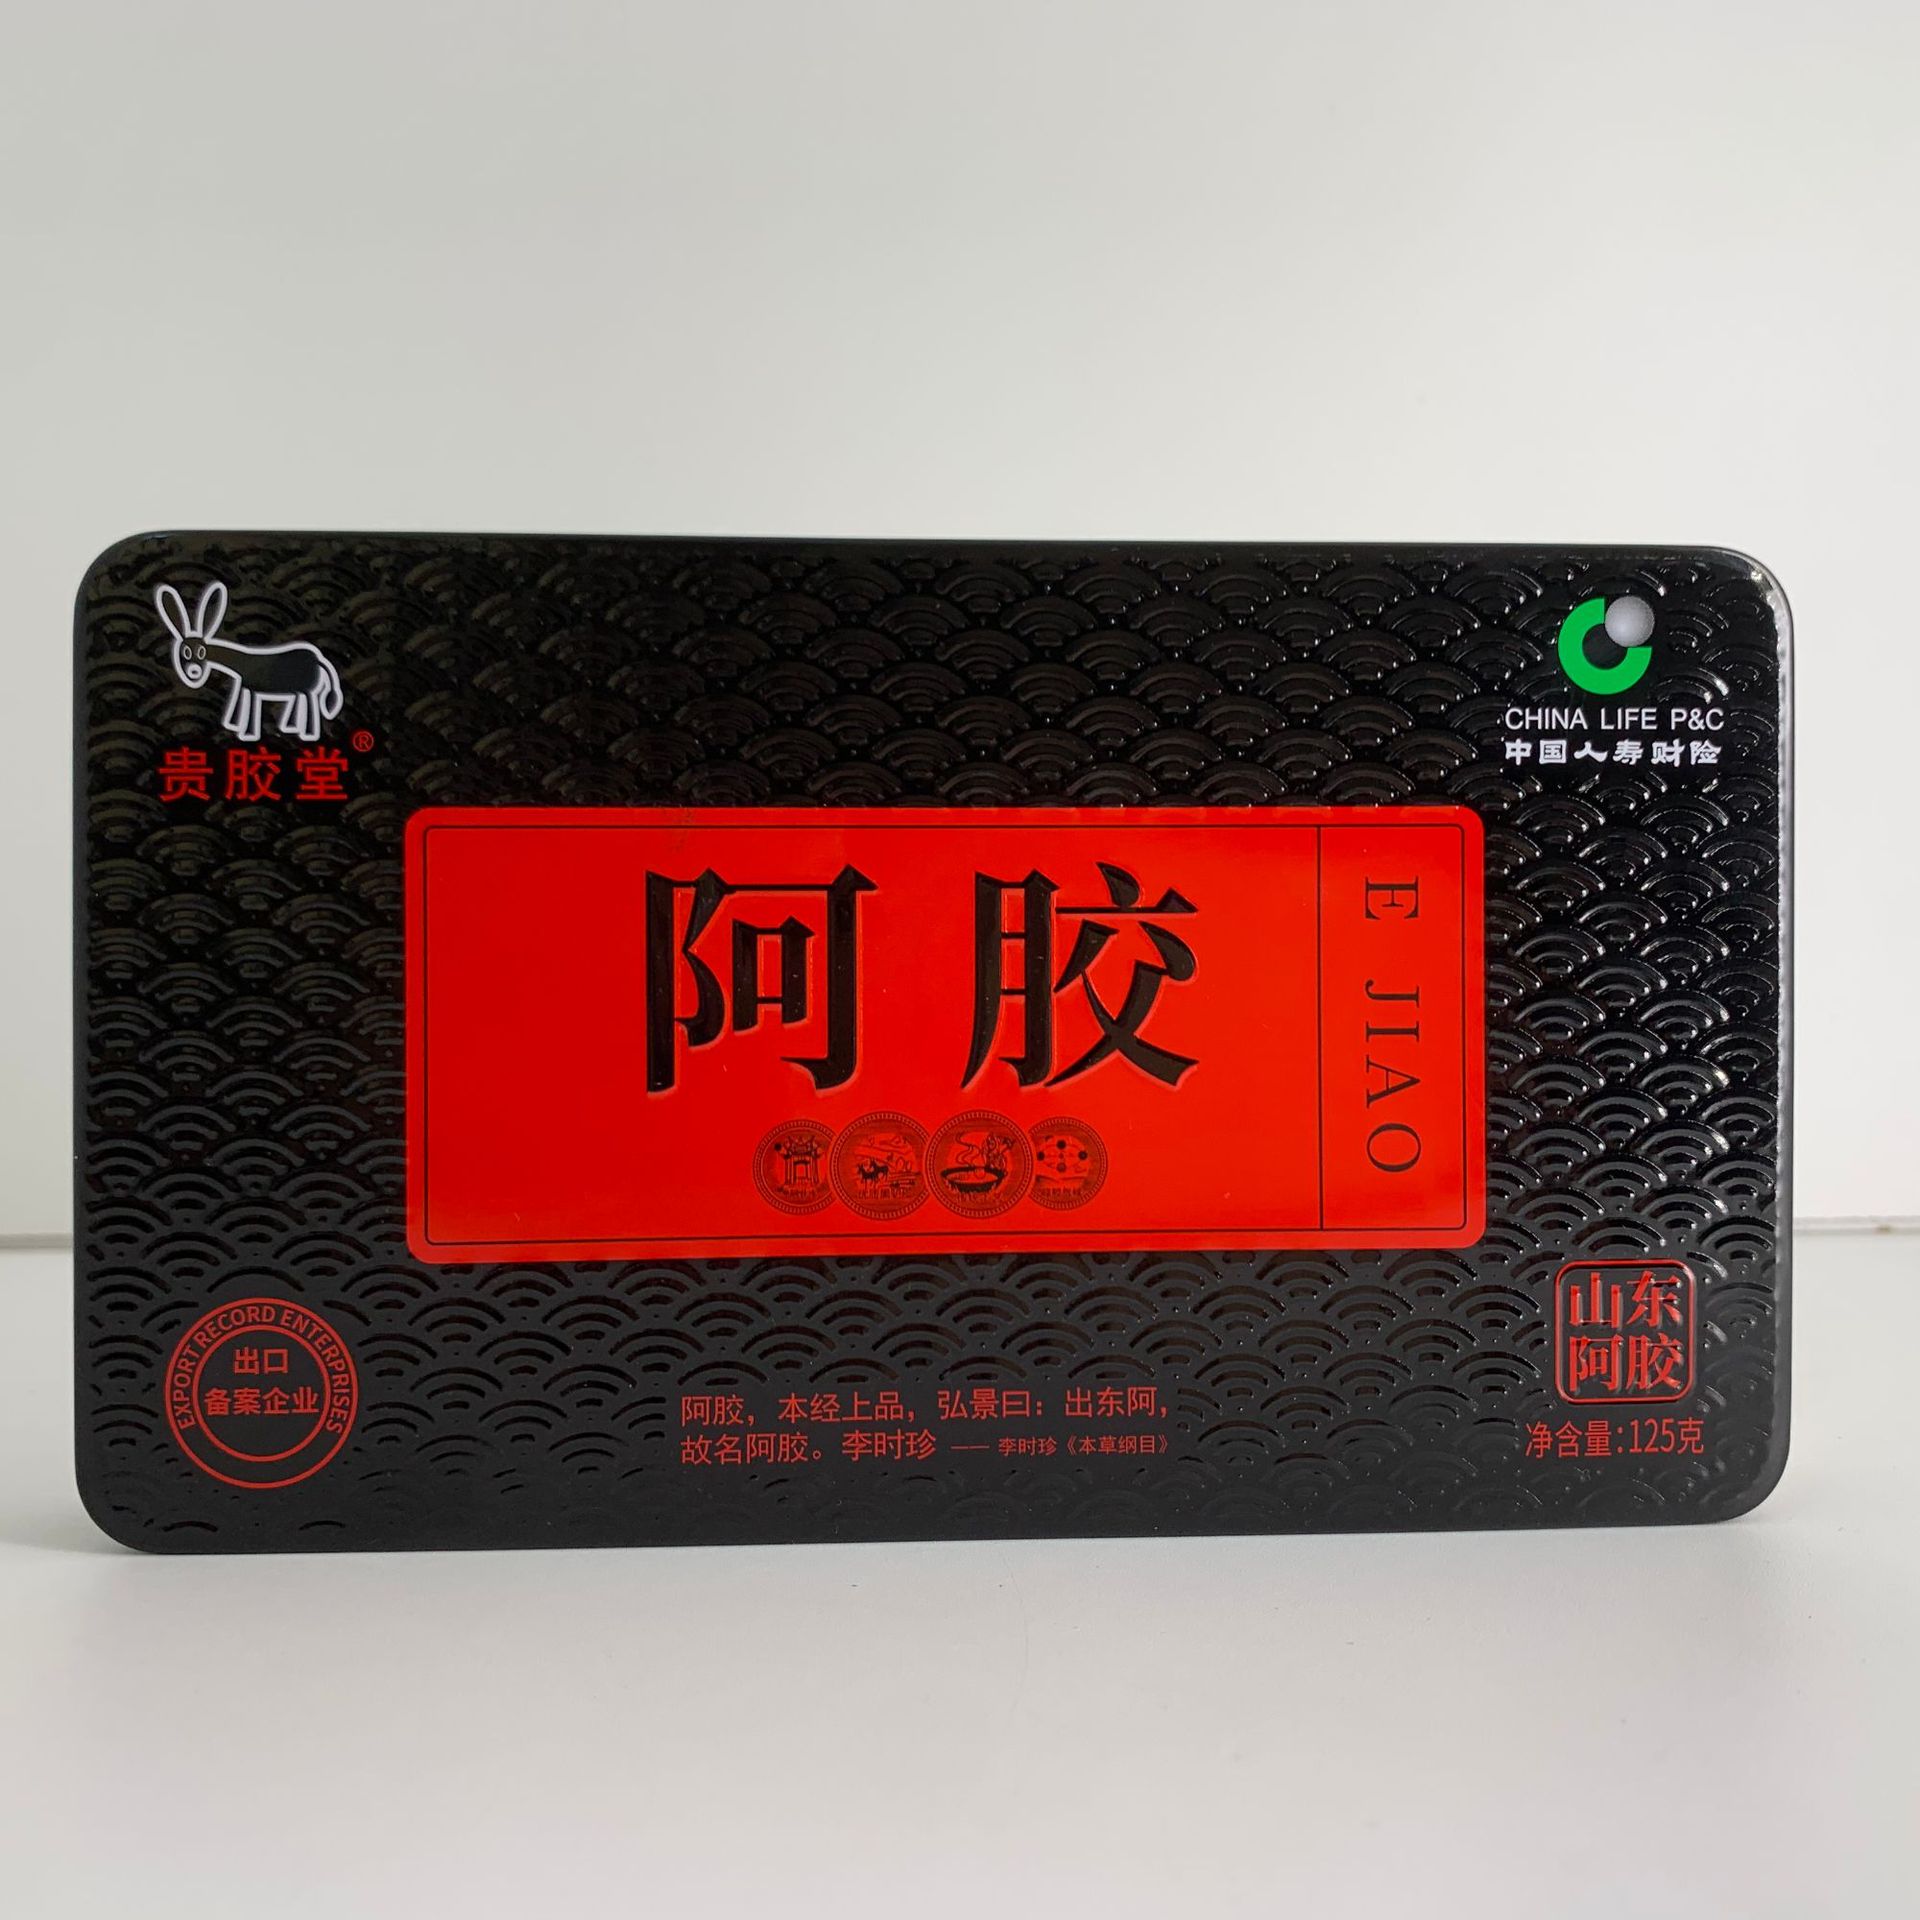 贵胶堂®
CHINA LIFE P&C
中国人寿财险
阿胶
E JIAO
EXPORT RECORD ENTERPRISES
出口
备案企业
阿胶，本经上品，弘景曰：出东阿，
故名阿胶。李时珍 —— 李时珍《本草纲目》
山东
阿胶
净含量:125克